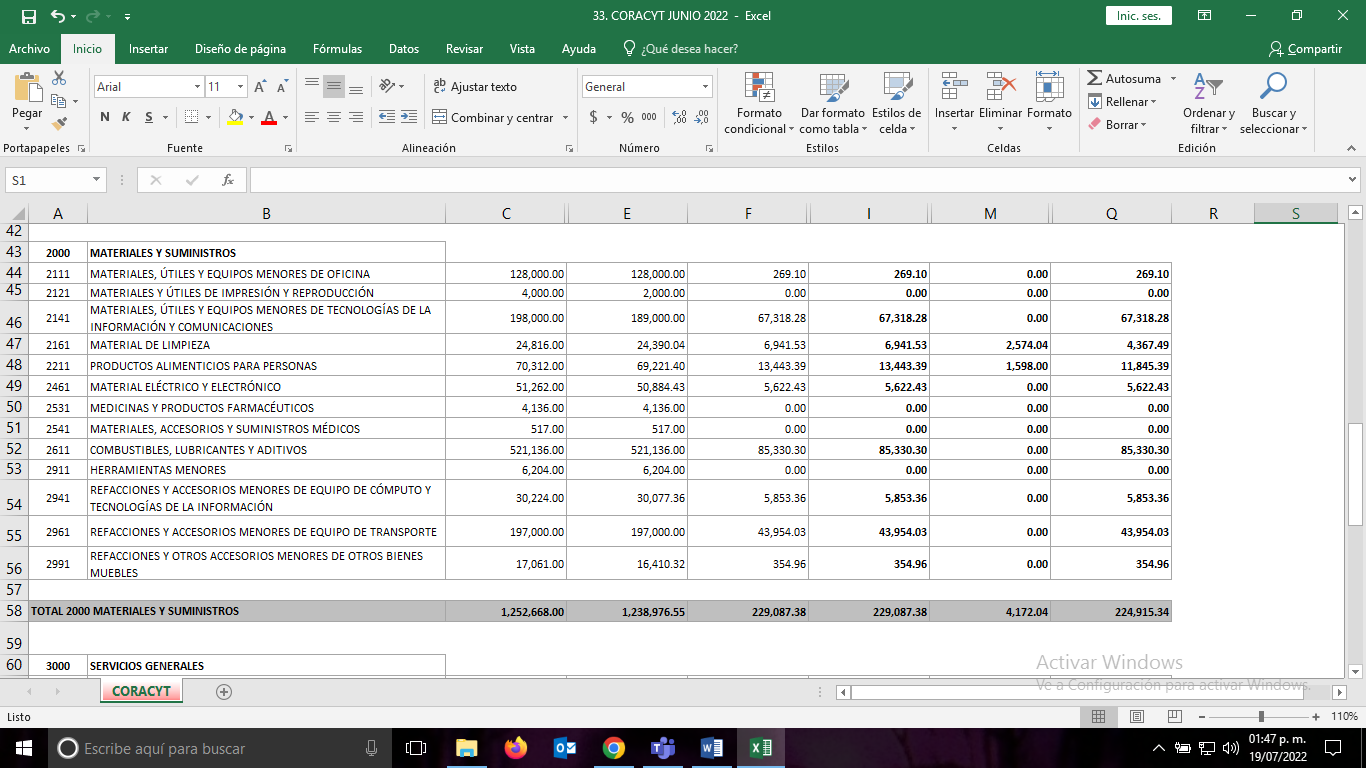 33. CORACYT JUNIO 2022 - Excel
Inic. ses.
Archivo Inicio Insertar Diseño de página Fórmulas Datos Revisar Vista Ayuda ¿Qué desea hacer? Compartir
Arial 11 Ajustar texto General Autosuma
Pegar Formato condicional Dar formato como tabla Estilos de celda Insertar Eliminar Formato Rellenar Ordenar y filtrar Buscar y seleccionar
N K S Combinar y centrar $ % 000 Borrar
Portapapeles Fuente Alineación Número Estilos Celdas Edición
S1 fx
A B C E F I M Q R S
42
43 2000 MATERIALES Y SUMINISTROS
44 2111 MATERIALES, ÚTILES Y EQUIPOS MENORES DE OFICINA 128,000.00 128,000.00 269.10 269.10 0.00 269.10
45 2121 MATERIALES Y ÚTILES DE IMPRESIÓN Y REPRODUCCIÓN 4,000.00 2,000.00 0.00 0.00 0.00 0.00
MATERIALES, ÚTILES Y EQUIPOS MENORES DE TECNOLOGÍAS DE LA
46 2141 INFORMACIÓN Y COMUNICACIONES 198,000.00 189,000.00 67,318.28 67,318.28 0.00 67,318.28
47 2161 MATERIAL DE LIMPIEZA 24,816.00 24,390.04 6,941.53 6,941.53 2,574.04 4,367.49
48 2211 PRODUCTOS ALIMENTICIOS PARA PERSONAS 70,312.00 69,221.40 13,443.39 13,443.39 1,598.00 11,845.39
49 2461 MATERIAL ELÉCTRICO Y ELECTRÓNICO 51,262.00 50,884.43 5,622.43 5,622.43 0.00 5,622.43
50 2531 MEDICINAS Y PRODUCTOS FARMACÉUTICOS 4,136.00 4,136.00 0.00 0.00 0.00 0.00
51 2541 MATERIALES, ACCESORIOS Y SUMINISTROS MÉDICOS 517.00 517.00 0.00 0.00 0.00 0.00
52 2611 COMBUSTIBLES, LUBRICANTES Y ADITIVOS 521,136.00 521,136.00 85,330.30 85,330.30 0.00 85,330.30
53 2911 HERRAMIENTAS MENORES 6,204.00 6,204.00 0.00 0.00 0.00 0.00
REFACCIONES Y ACCESORIOS MENORES DE EQUIPO DE CÓMPUTO Y
54 2941 TECNOLOGÍAS DE LA INFORMACIÓN 30,224.00 30,077.36 5,853.36 5,853.36 0.00 5,853.36
55 2961 REFACCIONES Y ACCESORIOS MENORES DE EQUIPO DE TRANSPORTE 197,000.00 197,000.00 43,954.03 43,954.03 0.00 43,954.03
REFACCIONES Y OTROS ACCESORIOS MENORES DE OTROS BIENES
56 2991 MUEBLES 17,061.00 16,410.32 354.96 354.96 0.00 354.96
57
58 TOTAL 2000 MATERIALES Y SUMINISTROS 1,252,668.00 1,238,976.55 229,087.38 229,087.38 4,172.04 224,915.34
59
60 3000 SERVICIOS GENERALES
Activar Windows
Ve a Configuración para activar Windows.
CORACYT
Listo 110%
Escribe aquí para buscar 01:47 p. m.
19/07/2022